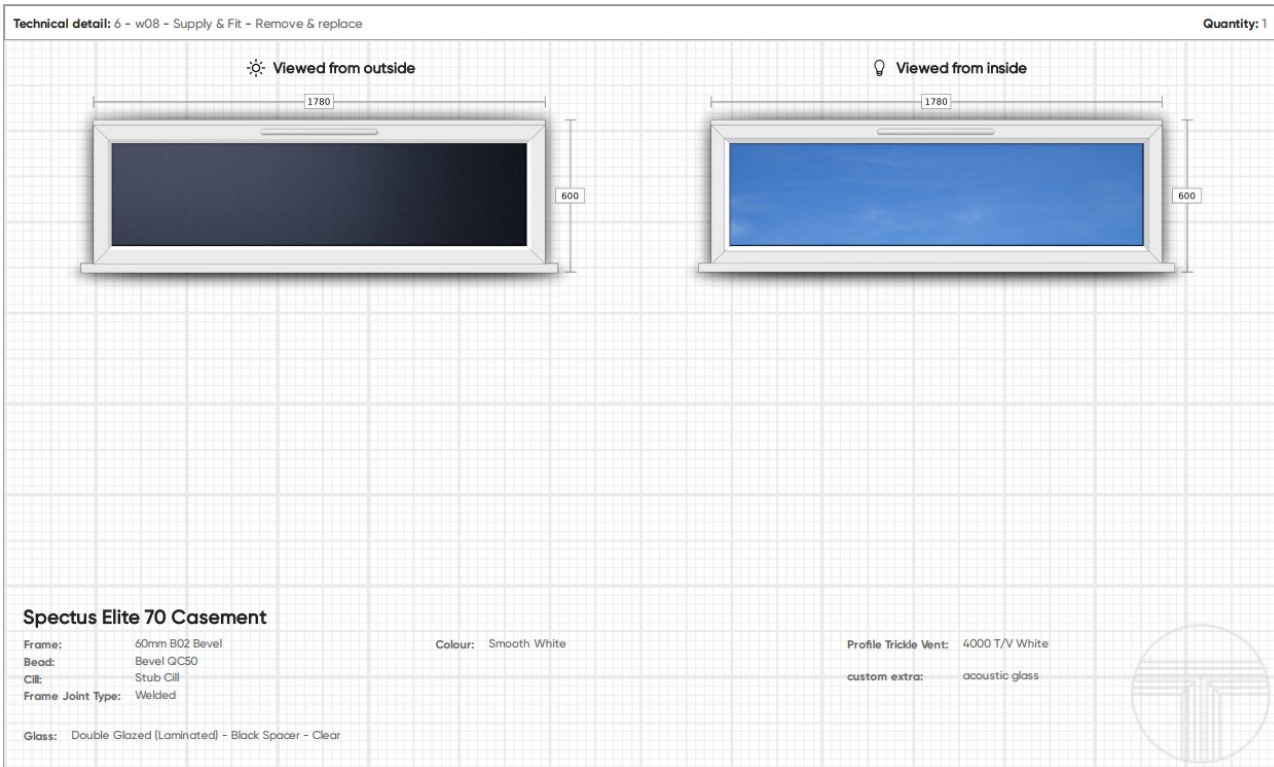 Technical detail: 6 - w08 - Supply & Fit - Remove & replace Quantity: 1
Viewed from outside Viewed from inside
1780 1780
600 600
Spectus Elite 70 Casement
Frame: 60mm B02 Bevel Colour: Smooth White Profile Trickle Vent: 4000 T/V White
Bead: Bevel QC50
Cill: Stub Cill custom extra: acoustic glass
Frame Joint Type: Welded
Glass: Double Glazed (Laminated) - Black Spacer - Clear